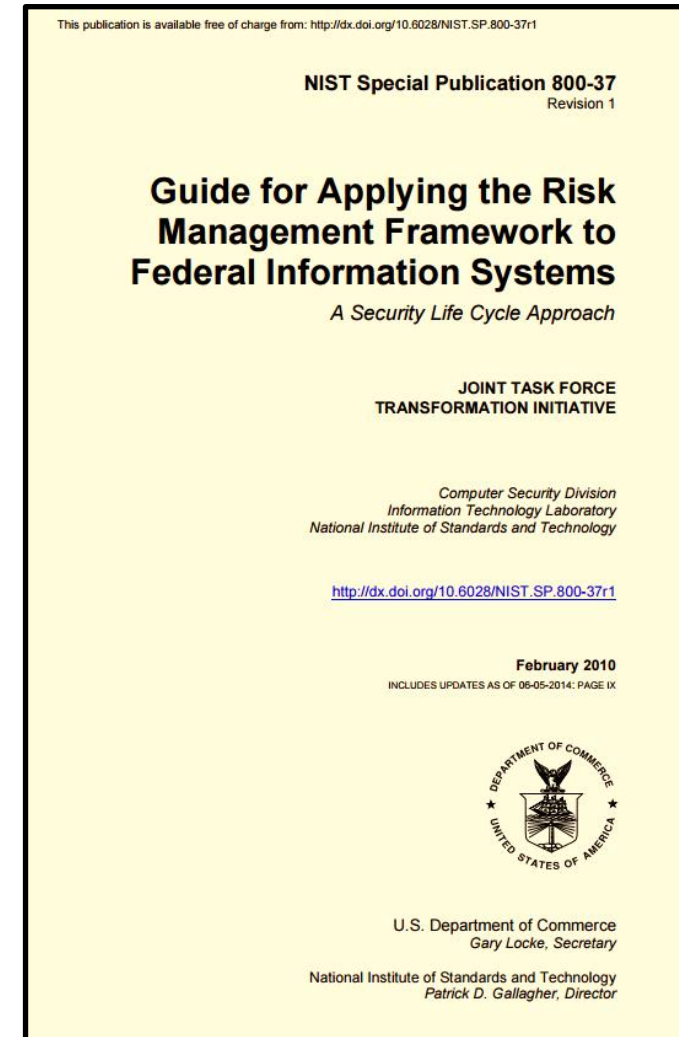 This publication is available free of charge from: http://dx.doi.org/10.6028/NIST.SP.800-37r1
NIST Special Publication 800-37
Revision 1
Guide for Applying the Risk
Management Framework to
Federal Information Systems
A Security Life Cycle Approach
JOINT TASK FORCE
TRANSFORMATION INITIATIVE
Computer Security Division
Information Technology Laboratory
National Institute of Standards and Technology
http://dx.doi.org/10.6028/NIST.SP.800-37r1
February 2010
INCLUDES UPDATES AS OF 06-05-2014: PAGE IX
DEPARTMENT OF COMMERCE
UNITED STATES OF AMERICA
U.S. Department of Commerce
Gary Locke, Secretary
National Institute of Standards and Technology
Patrick D. Gallagher, Director